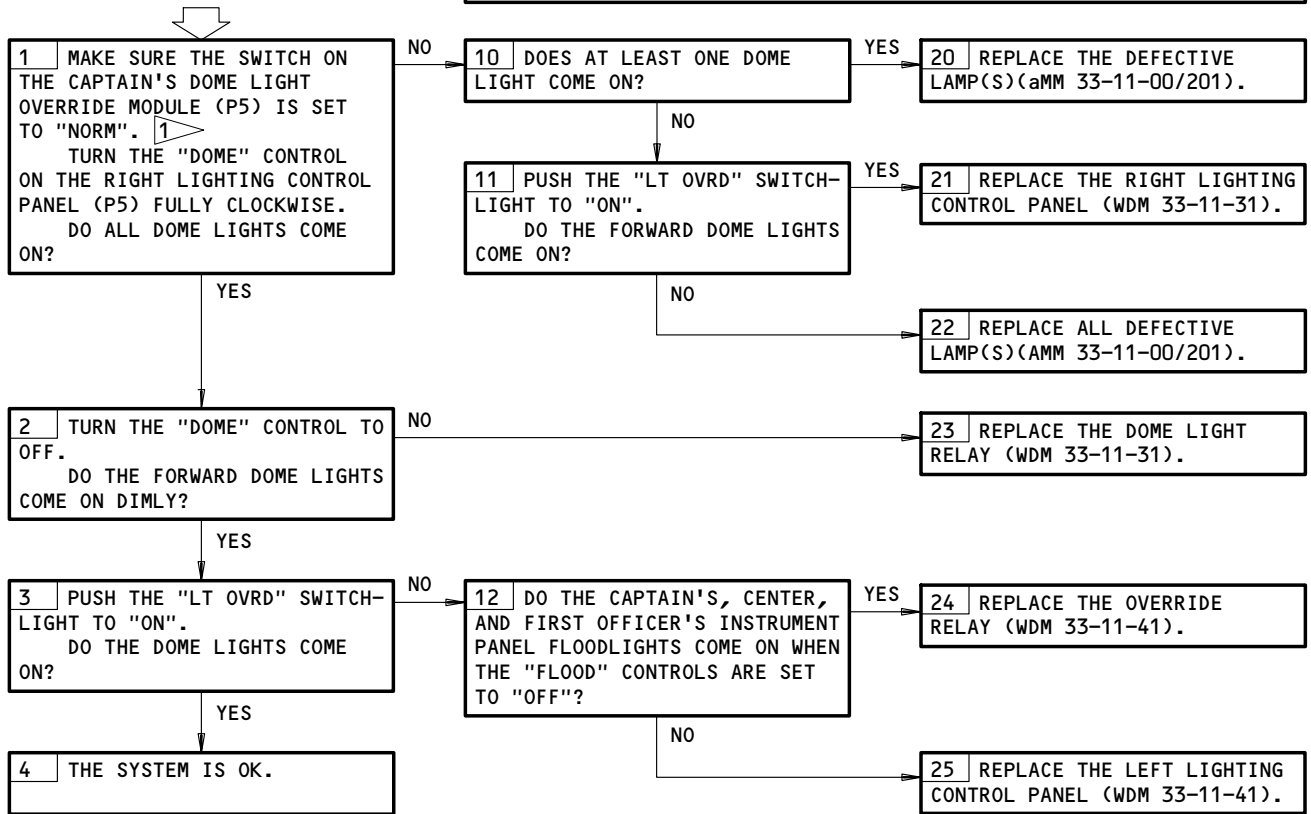 1 MAKE SURE THE SWITCH ON
THE CAPTAIN'S DOME LIGHT
OVERRIDE MODULE (P5) IS SET
TO "NORM". 1
TURN THE "DOME" CONTROL
ON THE RIGHT LIGHTING CONTROL
PANEL (P5) FULLY CLOCKWISE.
DO ALL DOME LIGHTS COME
ON?
NO
10 DOES AT LEAST ONE DOME
LIGHT COME ON?
YES
20 REPLACE THE DEFECTIVE
LAMP(S)(aMM 33-11-00/201).
NO
11 PUSH THE "LT OVRD" SWITCH-
LIGHT TO "ON".
DO THE FORWARD DOME LIGHTS
COME ON?
YES
21 REPLACE THE RIGHT LIGHTING
CONTROL PANEL (WDM 33-11-31).
NO
22 REPLACE ALL DEFECTIVE
LAMP(S)(AMM 33-11-00/201).
YES
2 TURN THE "DOME" CONTROL TO
OFF.
DO THE FORWARD DOME LIGHTS
COME ON DIMLY?
NO
23 REPLACE THE DOME LIGHT
RELAY (WDM 33-11-31).
YES
3 PUSH THE "LT OVRD" SWITCH-
LIGHT TO "ON".
DO THE DOME LIGHTS COME
ON?
NO
12 DO THE CAPTAIN'S, CENTER,
AND FIRST OFFICER'S INSTRUMENT
PANEL FLOODLIGHTS COME ON WHEN
THE "FLOOD" CONTROLS ARE SET
TO "OFF"?
YES
24 REPLACE THE OVERRIDE
RELAY (WDM 33-11-41).
NO
25 REPLACE THE LEFT LIGHTING
CONTROL PANEL (WDM 33-11-41).
YES
4 THE SYSTEM IS OK.